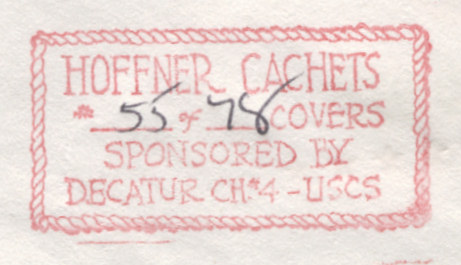 HOFFNER CACHETS
# 55 of 78 COVERS
SPONSORED BY
DECATUR CH#4 - USCS